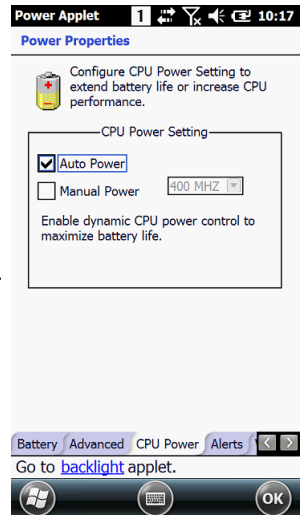 Power Applet 1 10:17
Power Properties
Configure CPU Power Setting to
extend battery life or increase CPU
performance.
CPU Power Setting
Auto Power
Manual Power 400 MHZ
Enable dynamic CPU power control to
maximize battery life.
Battery Advanced CPU Power Alerts
Go to backlight applet.
OK